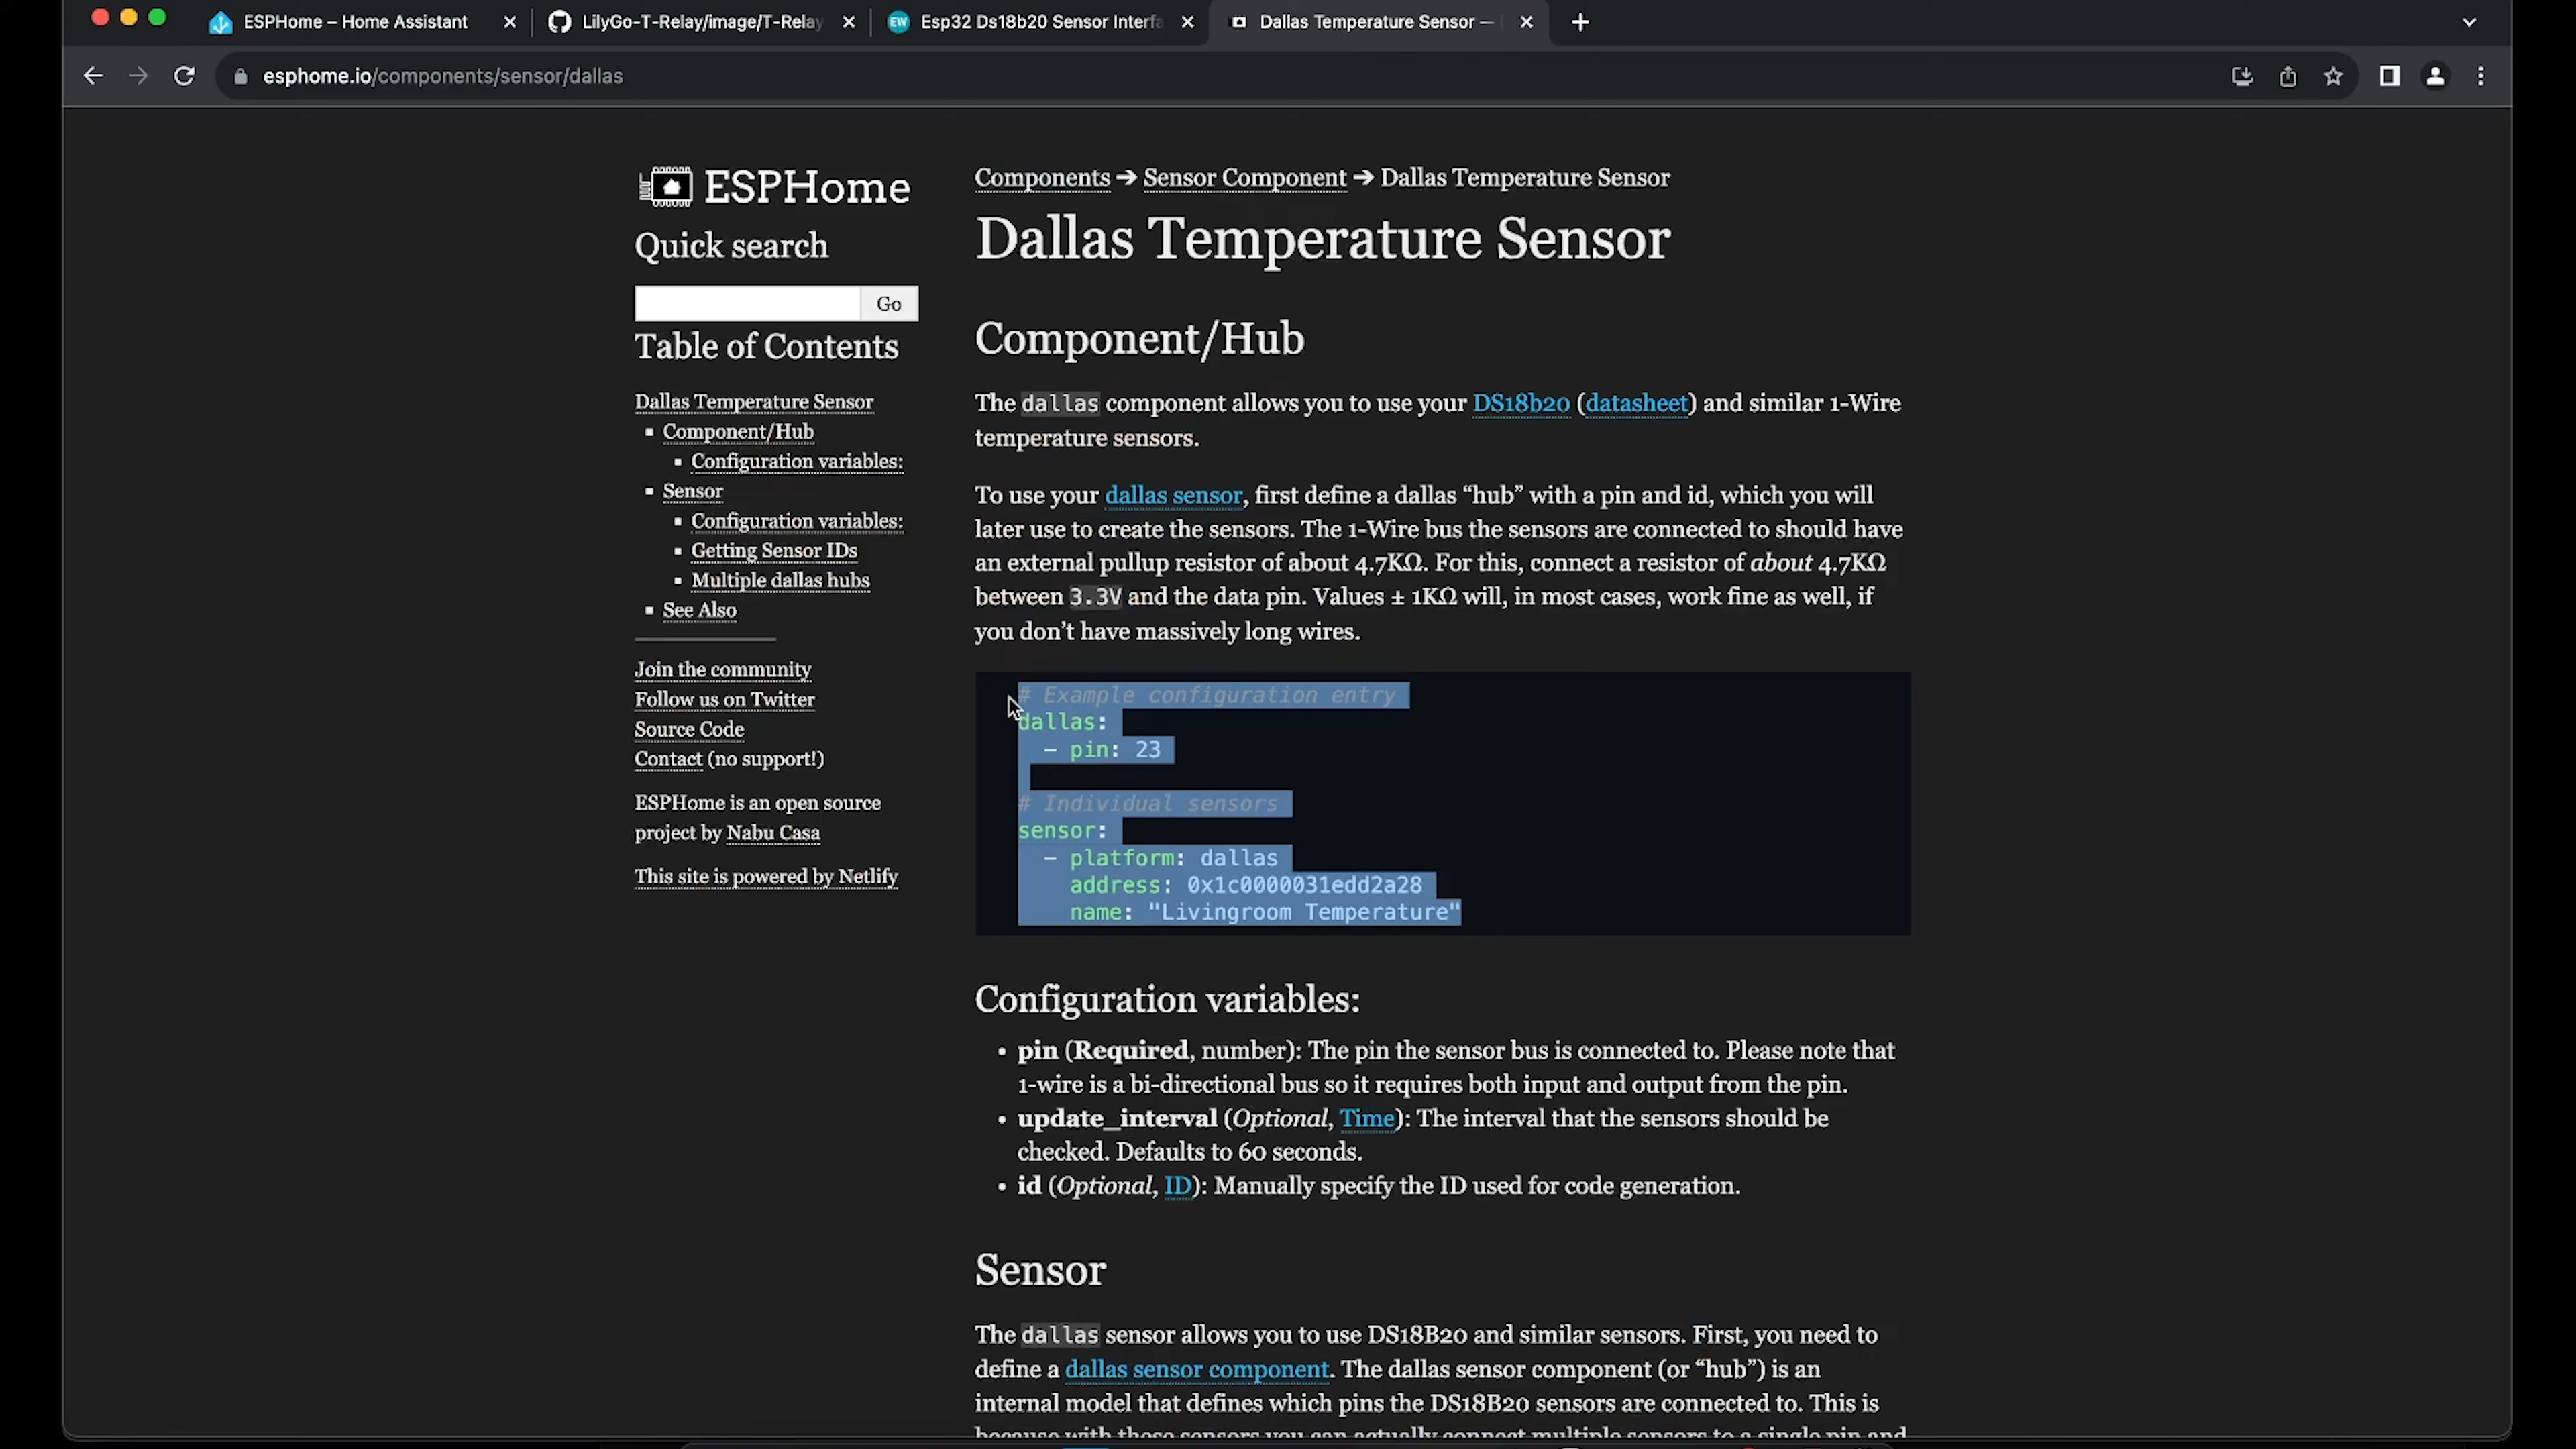 ESPHome – Home Assistant
LilyGo-T-Relay/image/T-Relay
Esp32 Ds18b20 Sensor Interfa
Dallas Temperature Sensor —
esphome.io/components/sensor/dallas
ESPHome
Quick search
Go
Table of Contents
Dallas Temperature Sensor
Component/Hub
Configuration variables:
Sensor
Configuration variables:
Getting Sensor IDs
Multiple dallas hubs
See Also
Join the community
Follow us on Twitter
Source Code
Contact (no support!)
ESPHome is an open source
project by Nabu Casa
This site is powered by Netlify
Components ➔ Sensor Component ➔ Dallas Temperature Sensor
Dallas Temperature Sensor
Component/Hub
The dallas component allows you to use your DS18b20 (datasheet) and similar 1-Wire
temperature sensors.
To use your dallas sensor, first define a dallas “hub” with a pin and id, which you will
later use to create the sensors. The 1-Wire bus the sensors are connected to should have
an external pullup resistor of about 4.7KΩ. For this, connect a resistor of about 4.7KΩ
between 3.3V and the data pin. Values ± 1KΩ will, in most cases, work fine as well, if
you don’t have massively long wires.
# Example configuration entry
dallas:
- pin: 23
# Individual sensors
sensor:
- platform: dallas
address: 0x1c0000031edd2a28
name: "Livingroom Temperature"
Configuration variables:
• pin (Required, number): The pin the sensor bus is connected to. Please note that
1-wire is a bi-directional bus so it requires both input and output from the pin.
• update_interval (Optional, Time): The interval that the sensors should be
checked. Defaults to 60 seconds.
• id (Optional, ID): Manually specify the ID used for code generation.
Sensor
The dallas sensor allows you to use DS18B20 and similar sensors. First, you need to
define a dallas sensor component. The dallas sensor component (or “hub”) is an
internal model that defines which pins the DS18B20 sensors are connected to. This is
because with these sensors you can actually connect multiple sensors to a single pin and